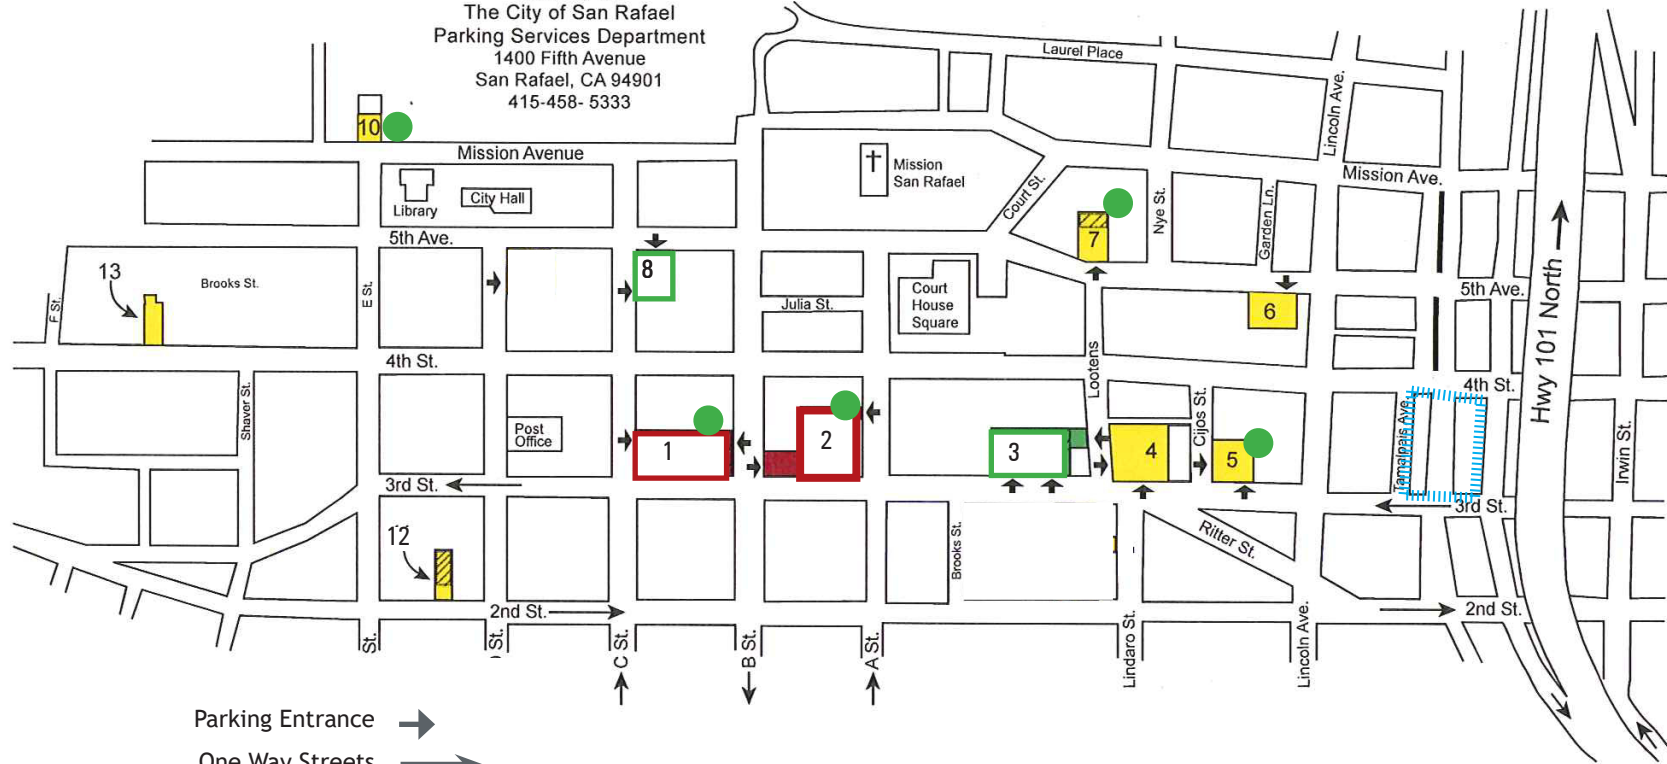 The City of San Rafael
Parking Services Department
1400 Fifth Avenue
San Rafael, CA 94901
415-458- 5333
Laurel Place
Lincoln Ave.
10
Mission Avenue
Mission
San Rafael
Mission Ave.
Court St.
Nye St.
Garden Ln.
Library
City Hall
5th Ave.
7
8
13
Brooks St.
F St.
E St.
Julia St.
Court
House
Square
6
5th Ave.
Hwy 101 North
4th St.
Lootens
4th St.
Shaver St.
Post
Office
1
2
3
4
Cijos St.
5
Tamalpais Ave.
Irwin St.
3rd St.
3rd St.
12
Brooks St.
Ritter St.
2nd St.
2nd St.
St.
St.
C St.
B St.
A St.
Lindaro St.
Lincoln Ave.
Parking Entrance
One Way Streets